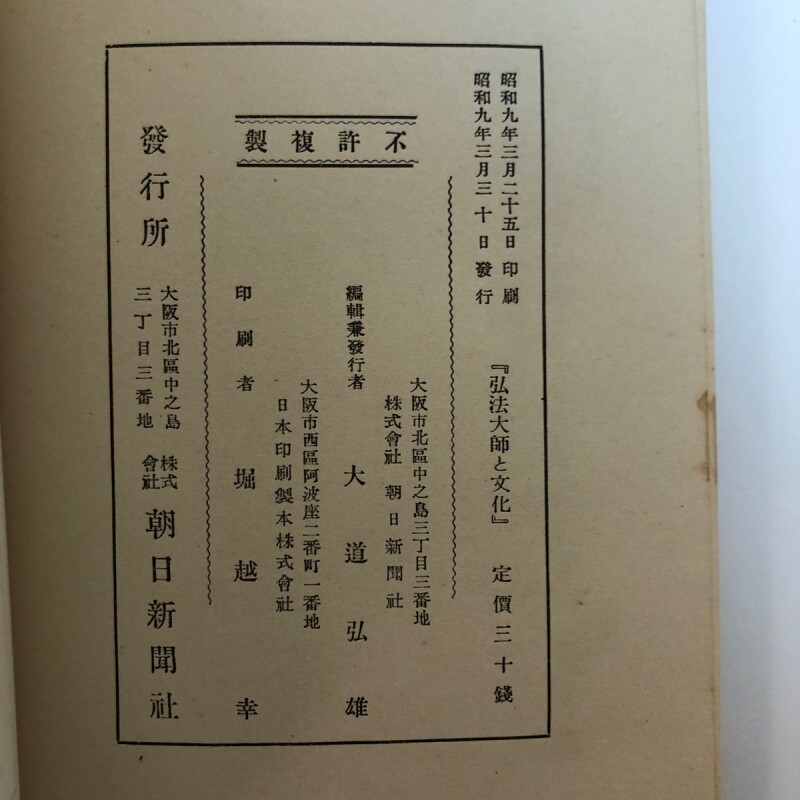 昭和九年三月二十五日 印刷
昭和九年三月三十日 發行
『弘法大師と文化』 定價三十錢
不許複製
大阪市北區中之島三丁目三番地
株式會社 朝日新聞社
編輯兼發行者 大道弘雄
大阪市西區阿波座二番町一番地
日本印刷製本株式會社
印刷者 堀越幸
發行所
大阪市北區中之島
三丁目三番地
株式
會社
朝日新聞社